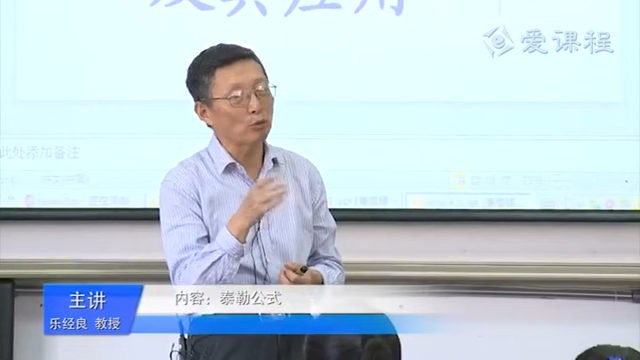 及其应用
爱课程
此处添加备注
主讲
内容：泰勒公式
乐经良 教授